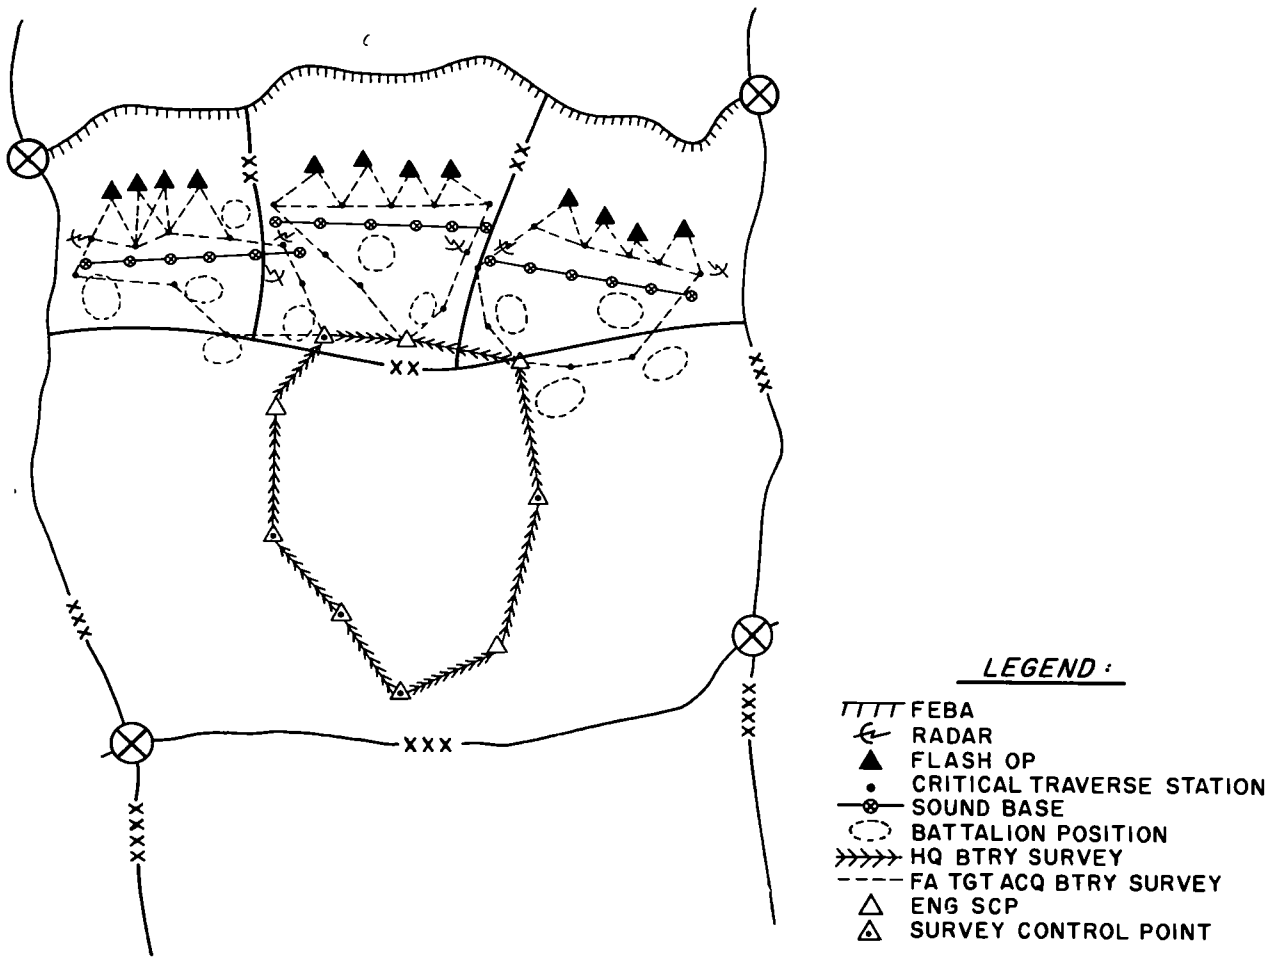 XX
XX
XX
XXX
XXX
XXXX
XXX
XXXX
LEGEND:
FEBA
RADAR
FLASH OP
CRITICAL TRAVERSE STATION
SOUND BASE
BATTALION POSITION
HQ BTRY SURVEY
FA TGT ACQ BTRY SURVEY
ENG SCP
SURVEY CONTROL POINT